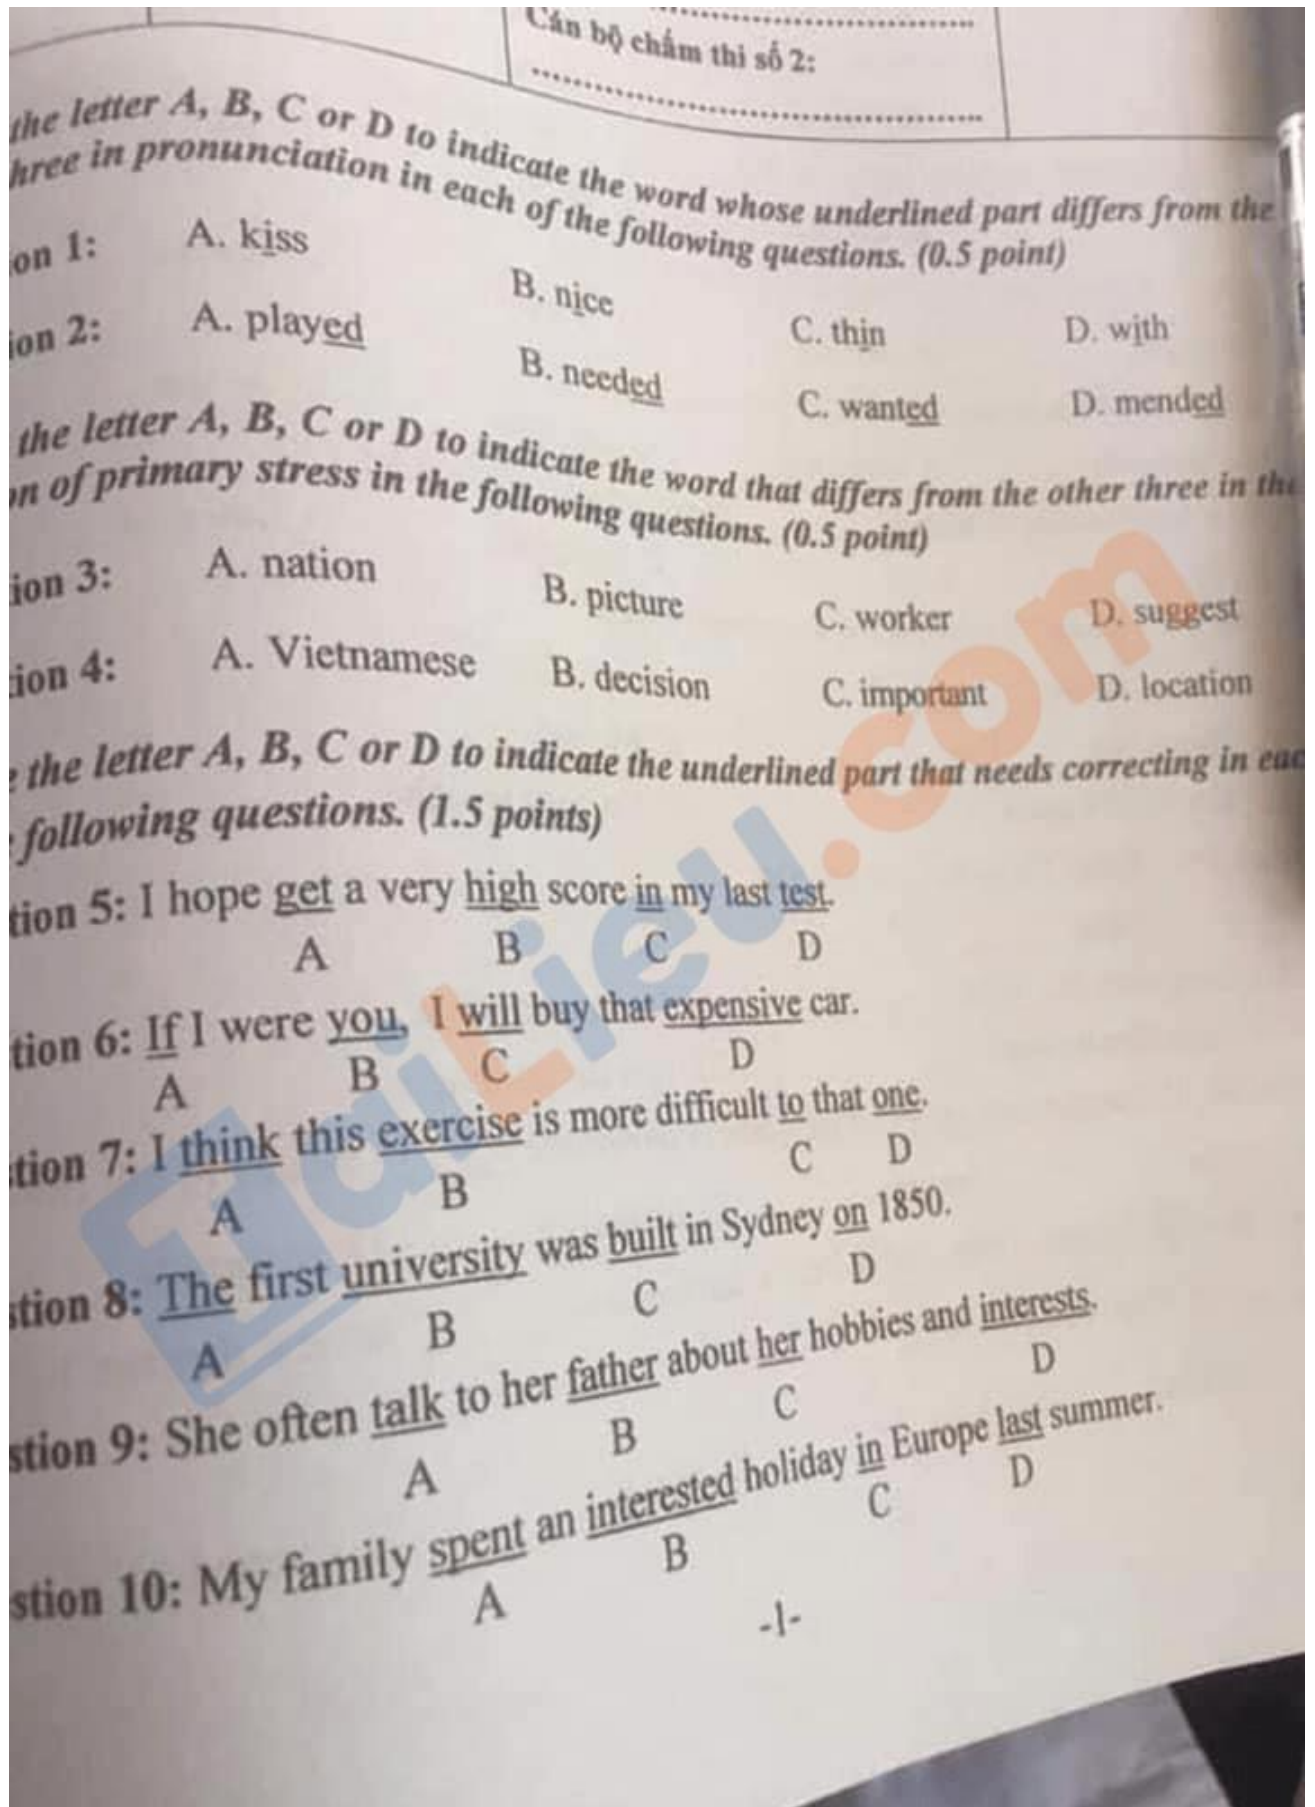 Cán bộ chấm thi số 2:
the letter A, B, C or D to indicate the word whose underlined part differs from the
hree in pronunciation in each of the following questions. (0.5 point)
on 1: A. kiss B. nice C. thin D. with
ion 2: A. played B. needed C. wanted D. mended
the letter A, B, C or D to indicate the word that differs from the other three in the
on of primary stress in the following questions. (0.5 point)
ion 3: A. nation B. picture C. worker D. suggest
tion 4: A. Vietnamese B. decision C. important D. location
e the letter A, B, C or D to indicate the underlined part that needs correcting in eac
following questions. (1.5 points)
tion 5: I hope get a very high score in my last test.
A B C D
tion 6: If I were you, I will buy that expensive car.
A B C D
stion 7: I think this exercise is more difficult to that one.
A B C D
stion 8: The first university was built in Sydney on 1850.
A B C D
stion 9: She often talk to her father about her hobbies and interests.
A B C D
stion 10: My family spent an interested holiday in Europe last summer.
A B C D
-1-
TaiLieu.com